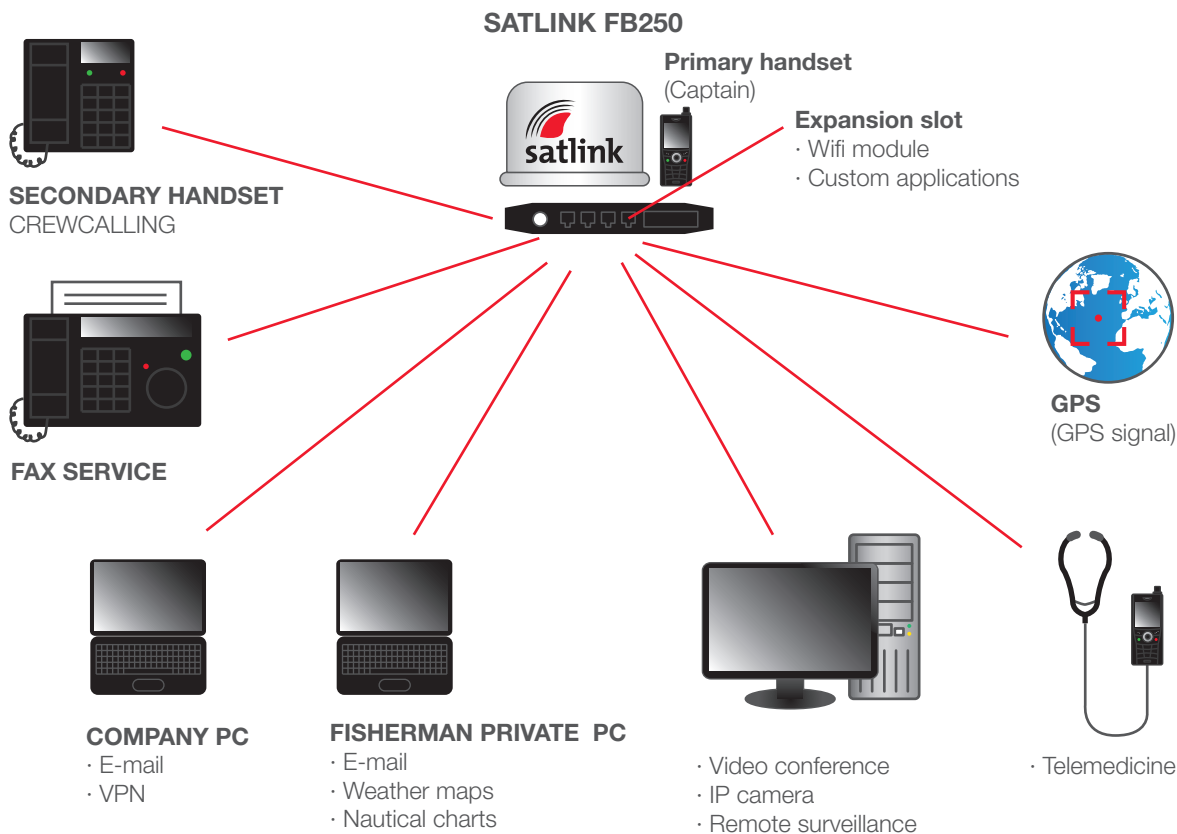 SATLINK FB250
Primary handset
(Captain)
satlink
Expansion slot
· Wifi module
· Custom applications
SECONDARY HANDSET
CREWCALLING
FAX SERVICE
GPS
(GPS signal)
COMPANY PC
· E-mail
· VPN
FISHERMAN PRIVATE PC
· E-mail
· Weather maps
· Nautical charts
· Video conference
· IP camera
· Remote surveillance
· Telemedicine